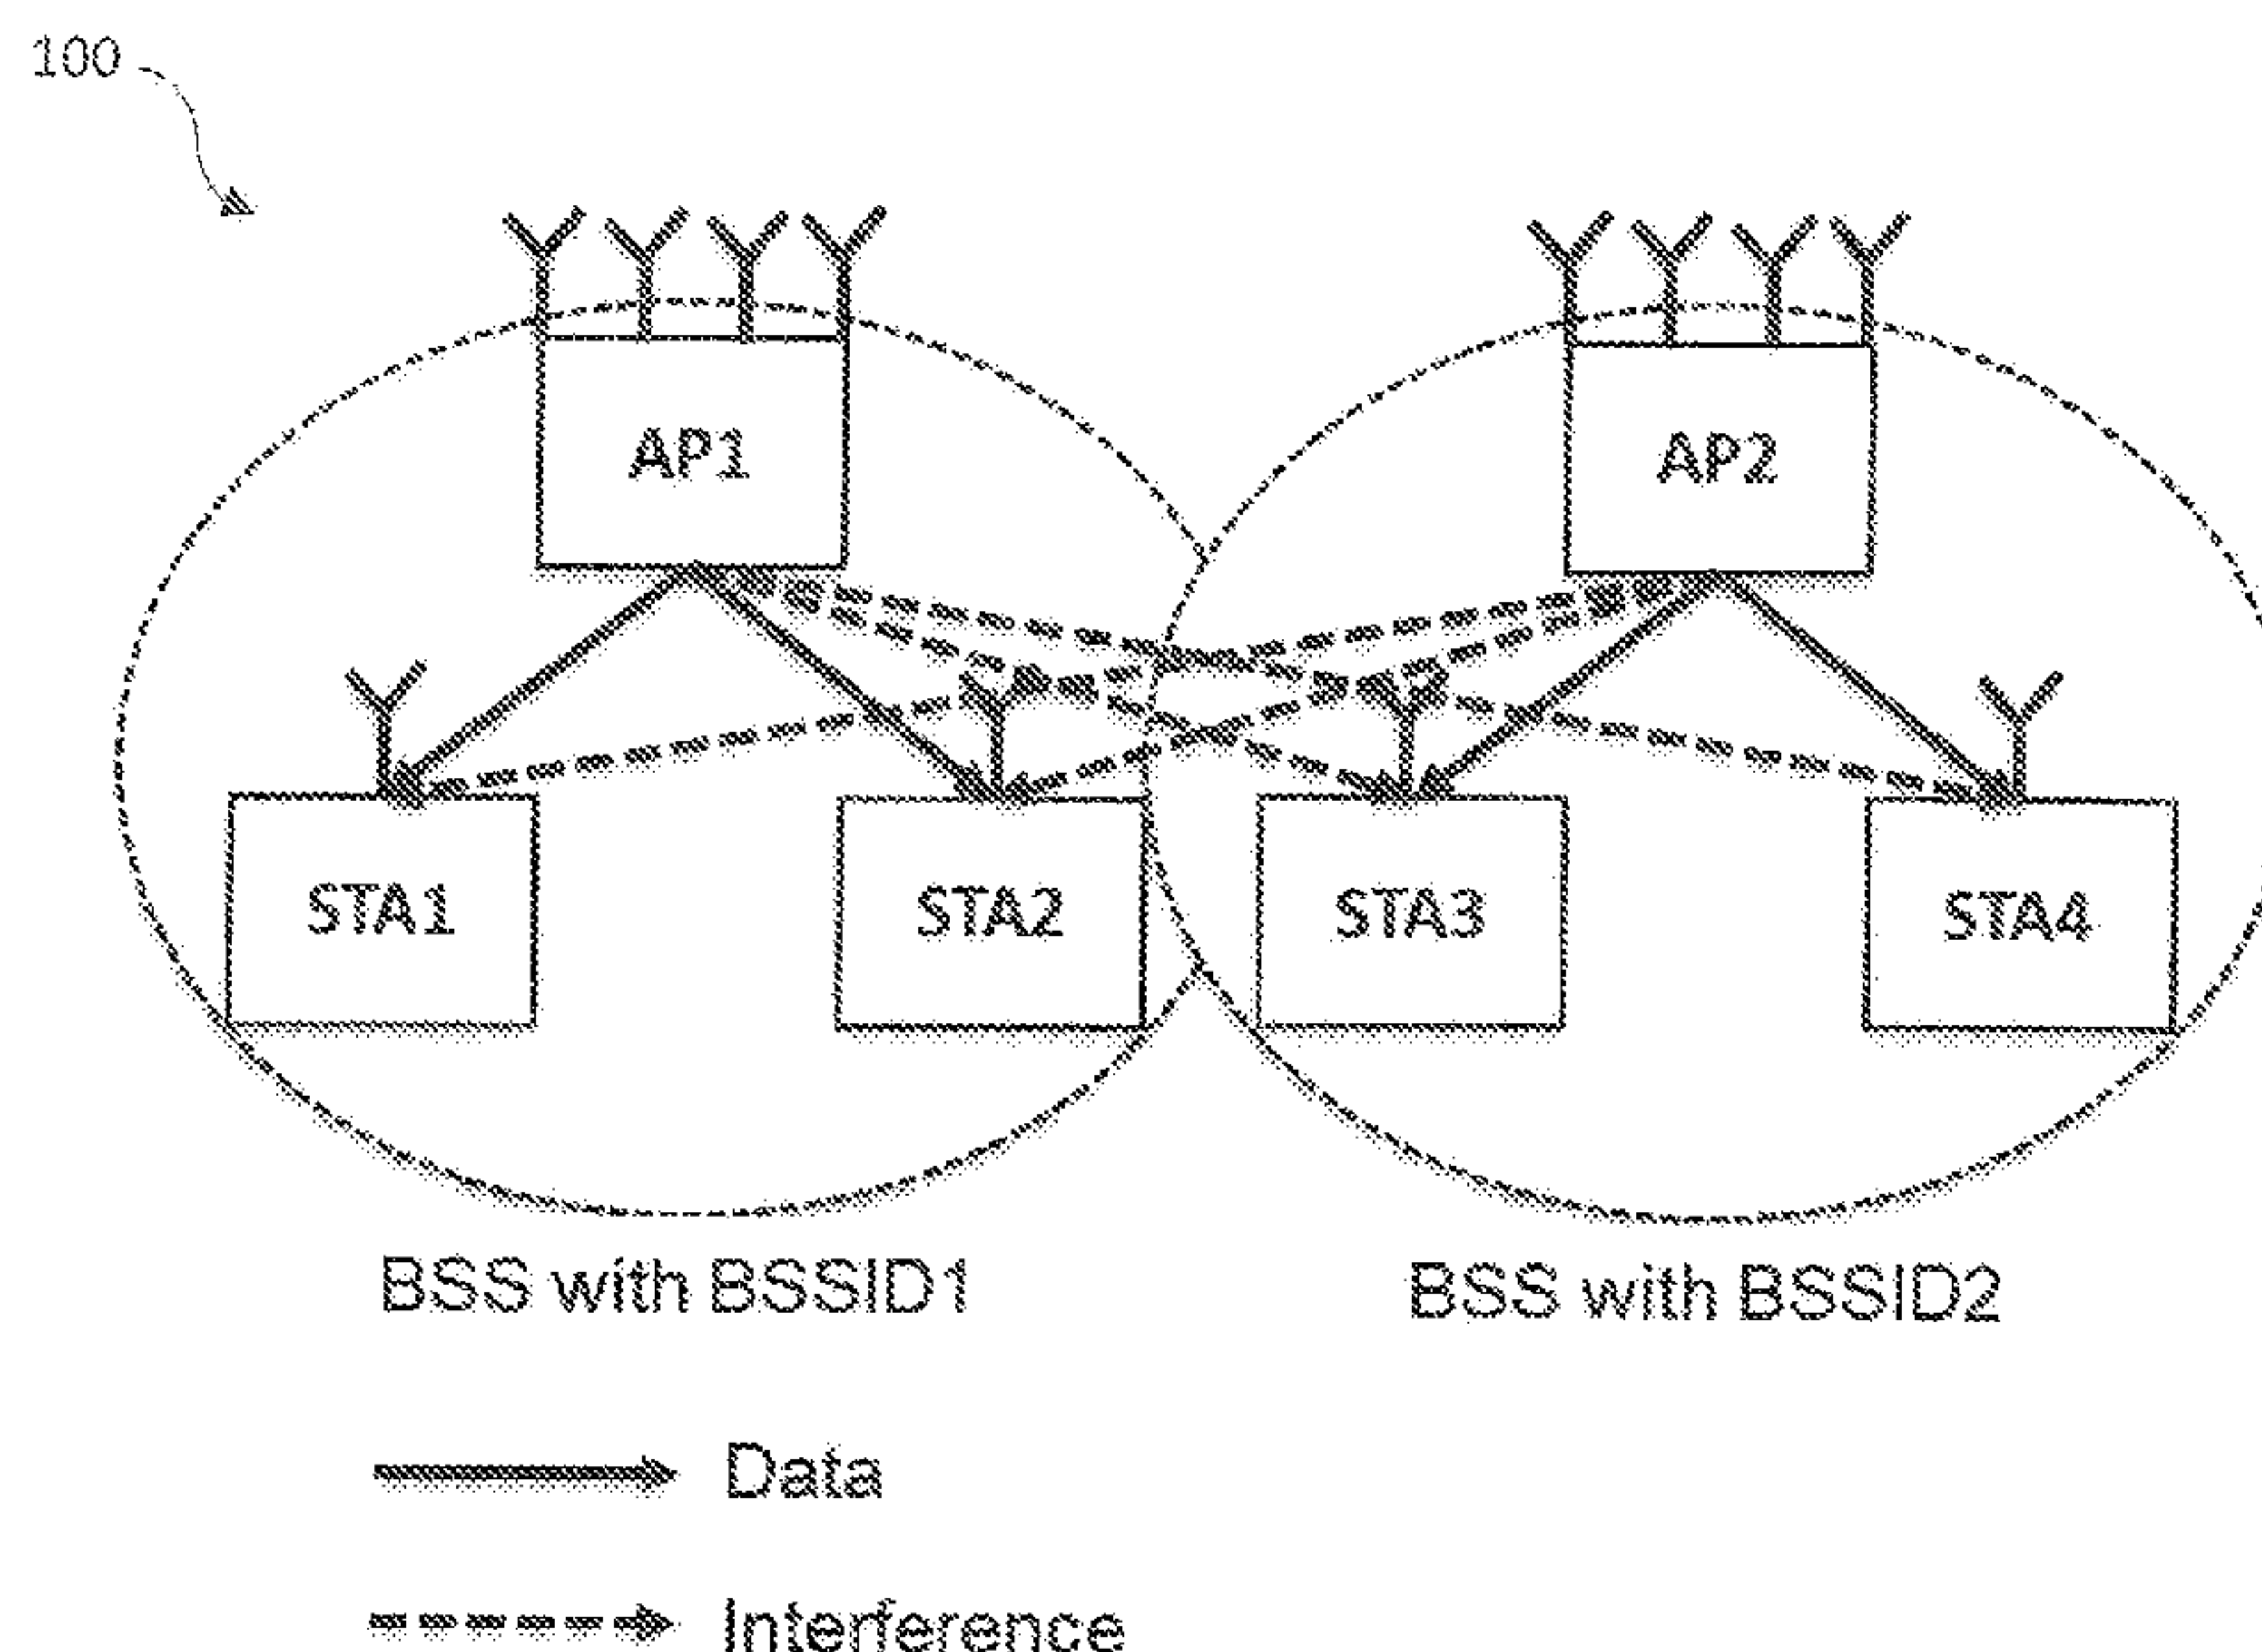 100
AP1
AP2
STA1
STA2
STA3
STA4
BSS with BSSID1
BSS with BSSID2
Data
Interference